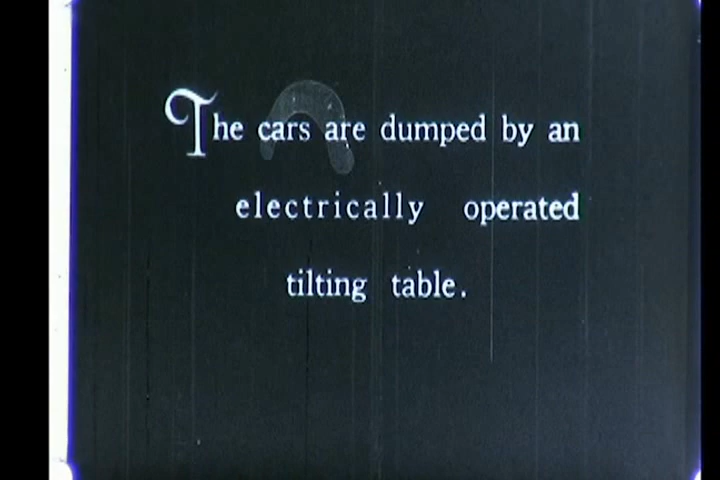 The cars are dumped by an
electrically operated
tilting table.